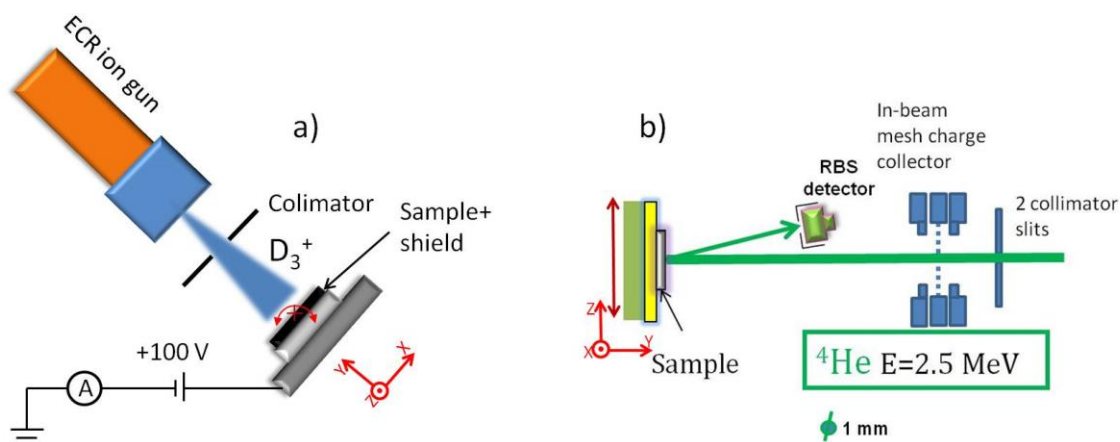 ECR ion gun
a)
Colimator
Sample+
shield
D₃⁺
+100 V
A
X
Y
Z
b)
In-beam
mesh charge
collector
RBS
detector
2 collimator
slits
Z
X
Y
Sample
⁴He E=2.5 MeV
1 mm